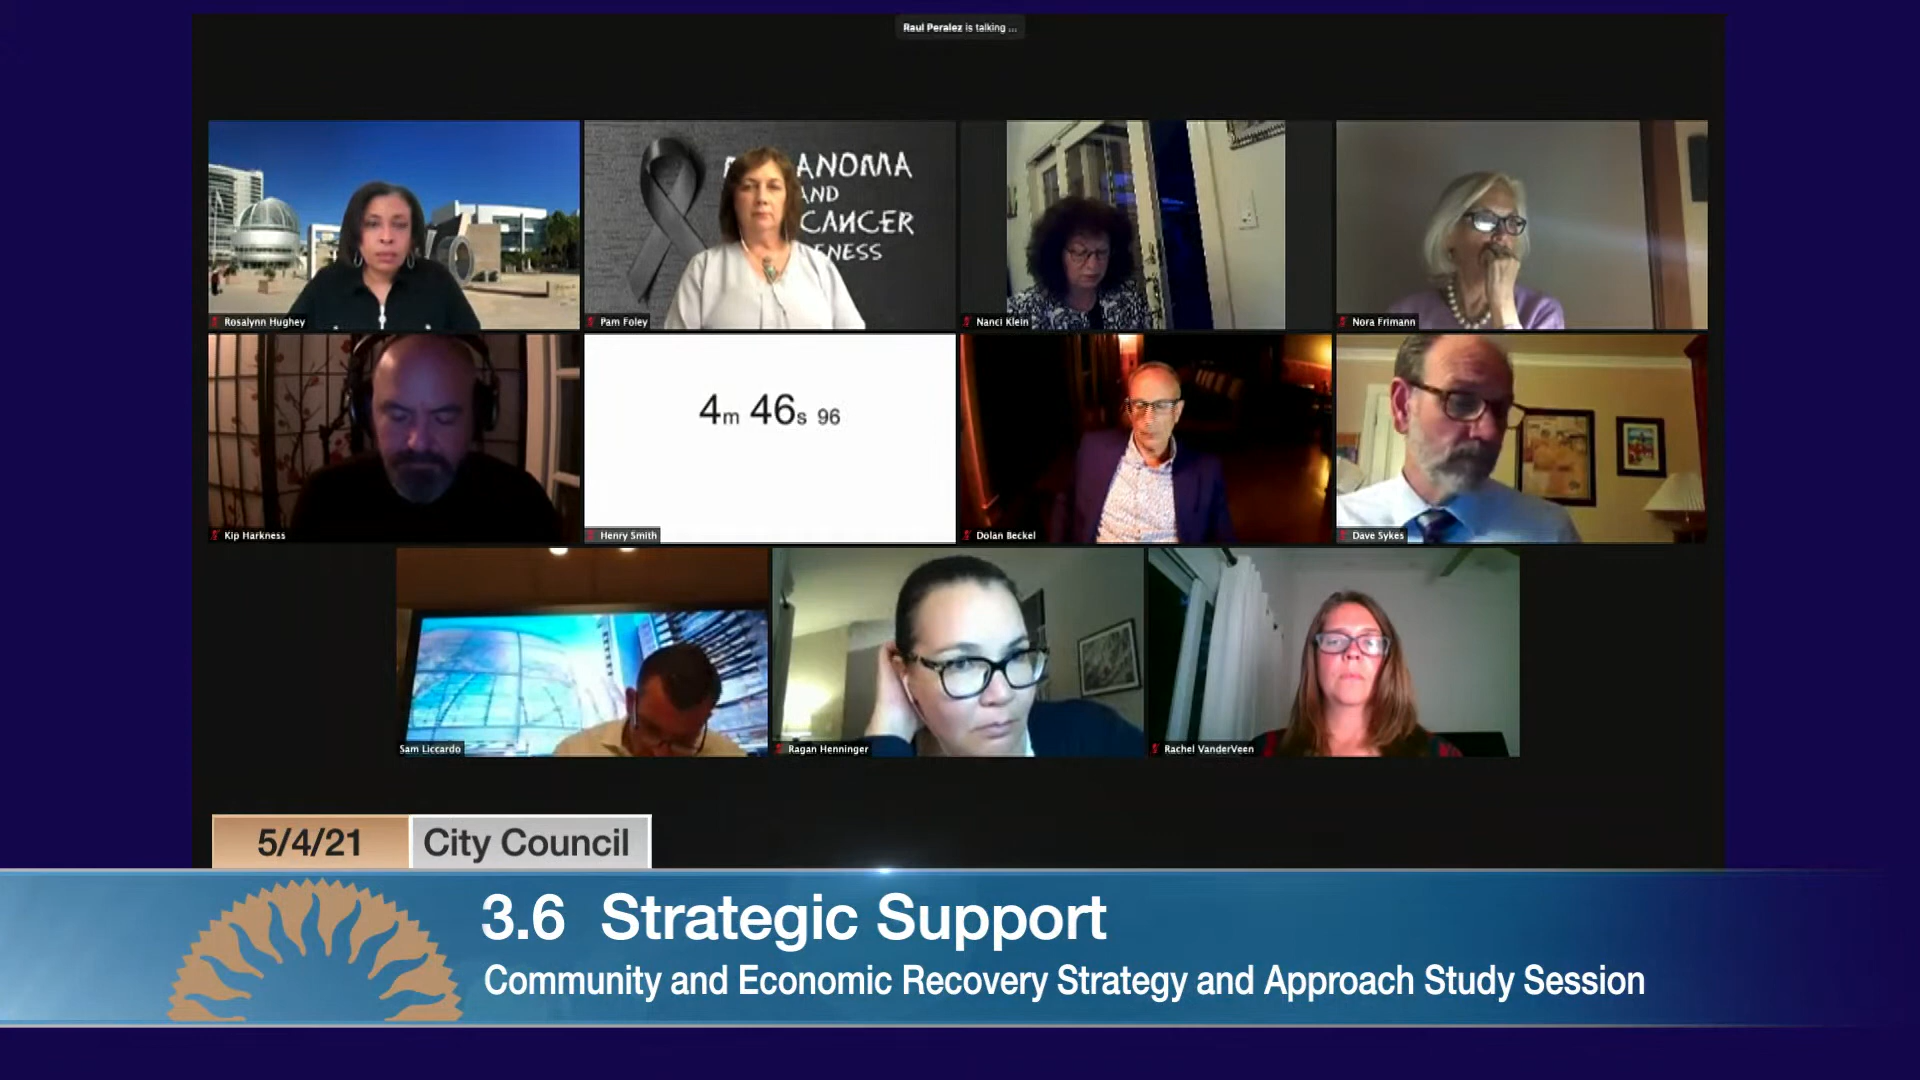 Raul Peralez is talking ...
ANOMA
AND
CANCER
NESS
Rosalynn Hughey
Pam Foley
Nanci Klein
Nora Frimann
4m 46s 96
Kip Harkness
Henry Smith
Dolan Beckel
Dave Sykes
Sam Liccardo
Ragan Henninger
Rachel VanderVeen
5/4/21 City Council
3.6 Strategic Support
Community and Economic Recovery Strategy and Approach Study Session